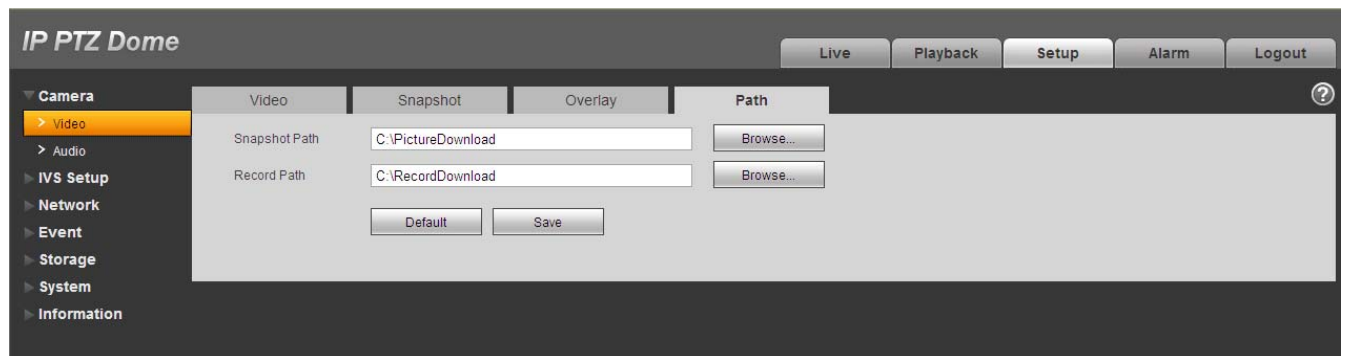 IP PTZ Dome
Live Playback Setup Alarm Logout
Camera
> Video
> Audio
IVS Setup
Network
Event
Storage
System
Information
Video Snapshot Overlay Path
?
Snapshot Path C:\PictureDownload Browse...
Record Path C:\RecordDownload Browse...
Default Save